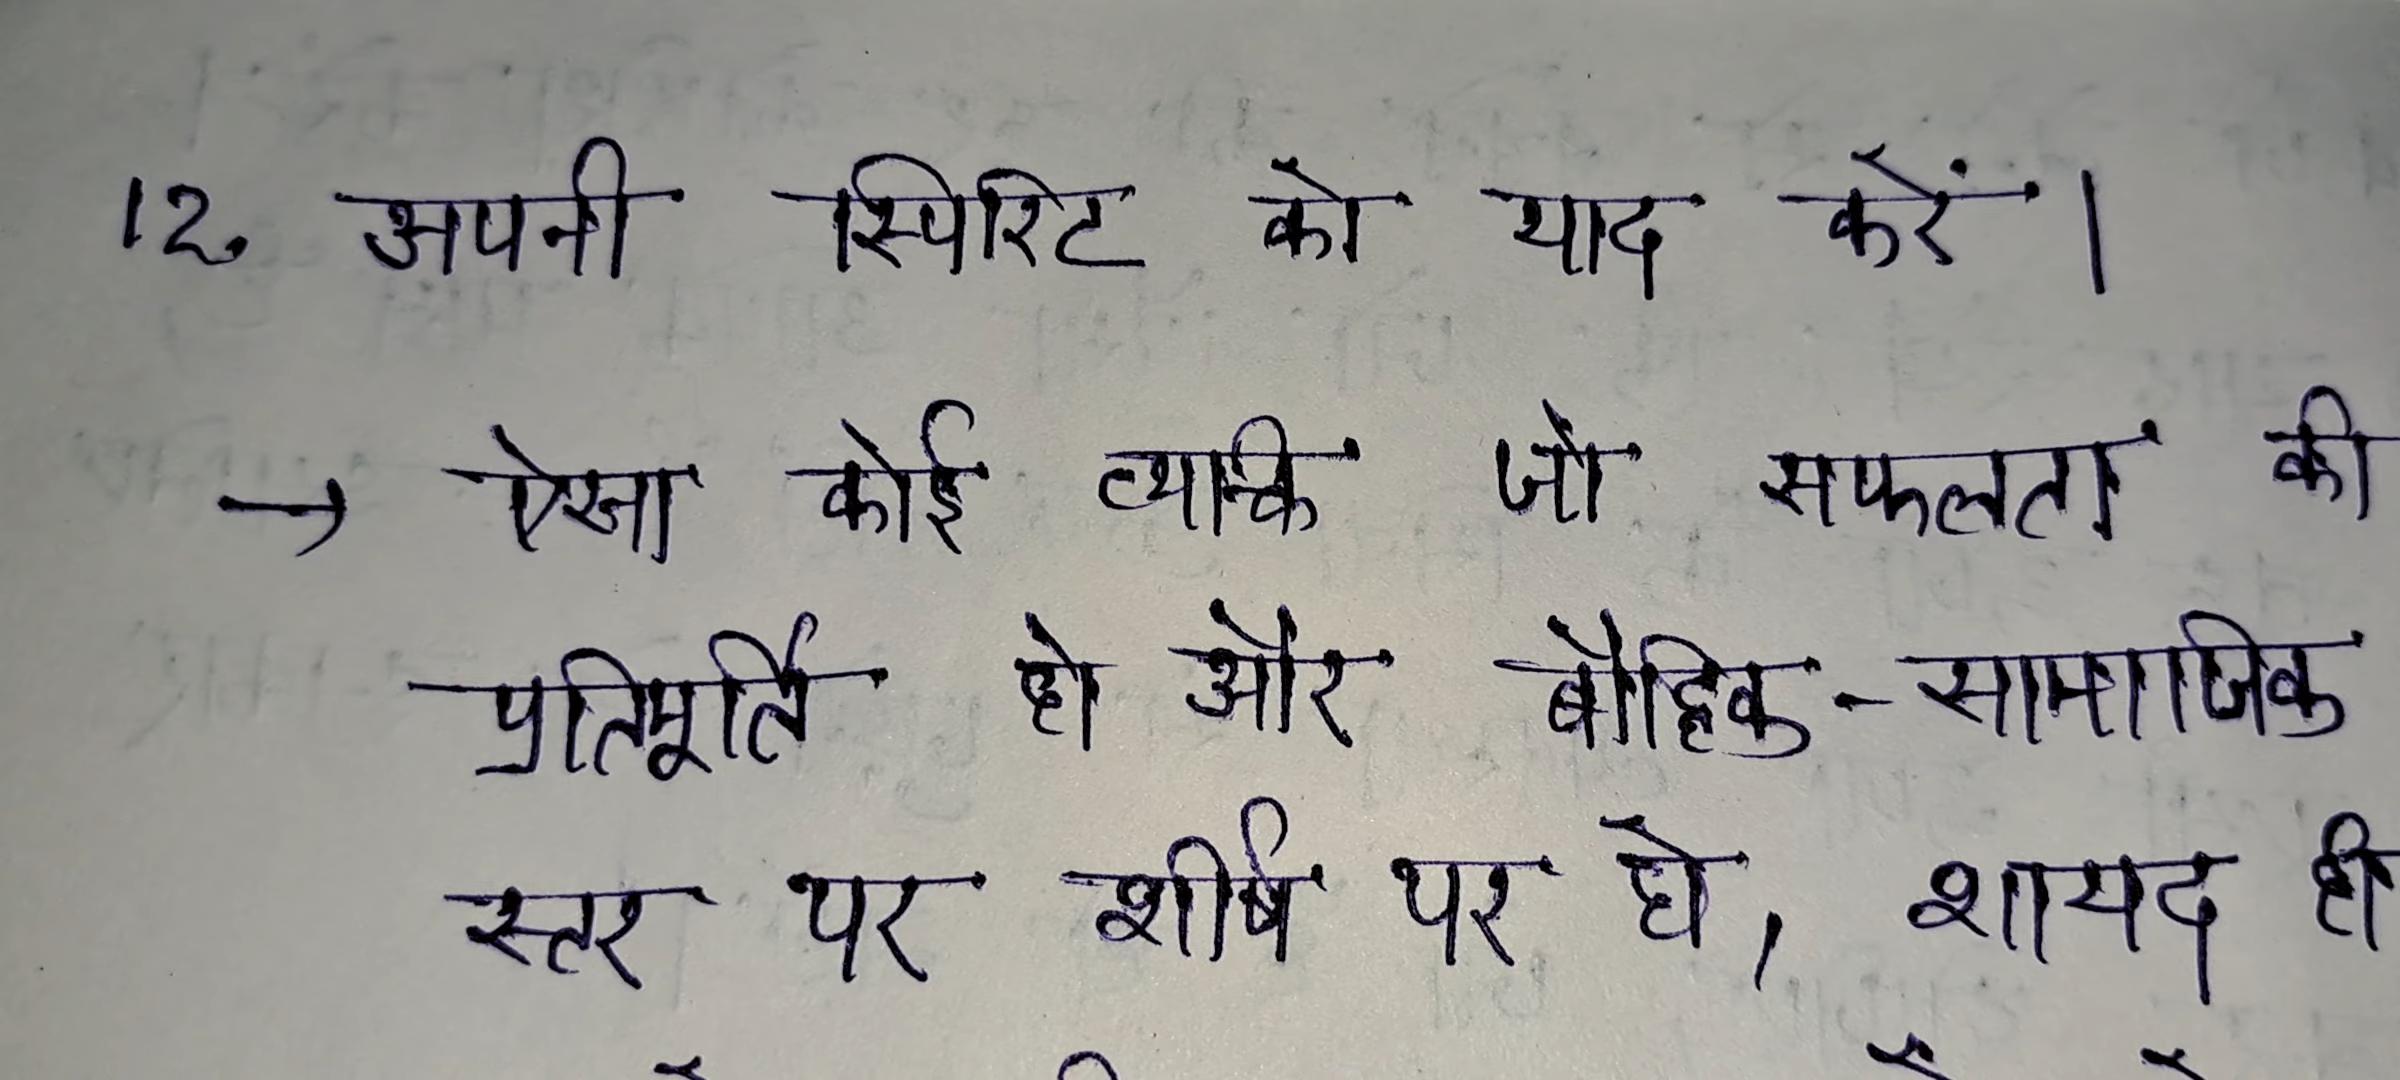 12. अपनी स्पिरिट को याद करें।
→ ऐसा कोई व्यक्ति जो सफलता की
प्रतिमूर्ति हो और बौद्धिक-सामाजिक
स्तर पर शीर्ष पर हो, शायद ही